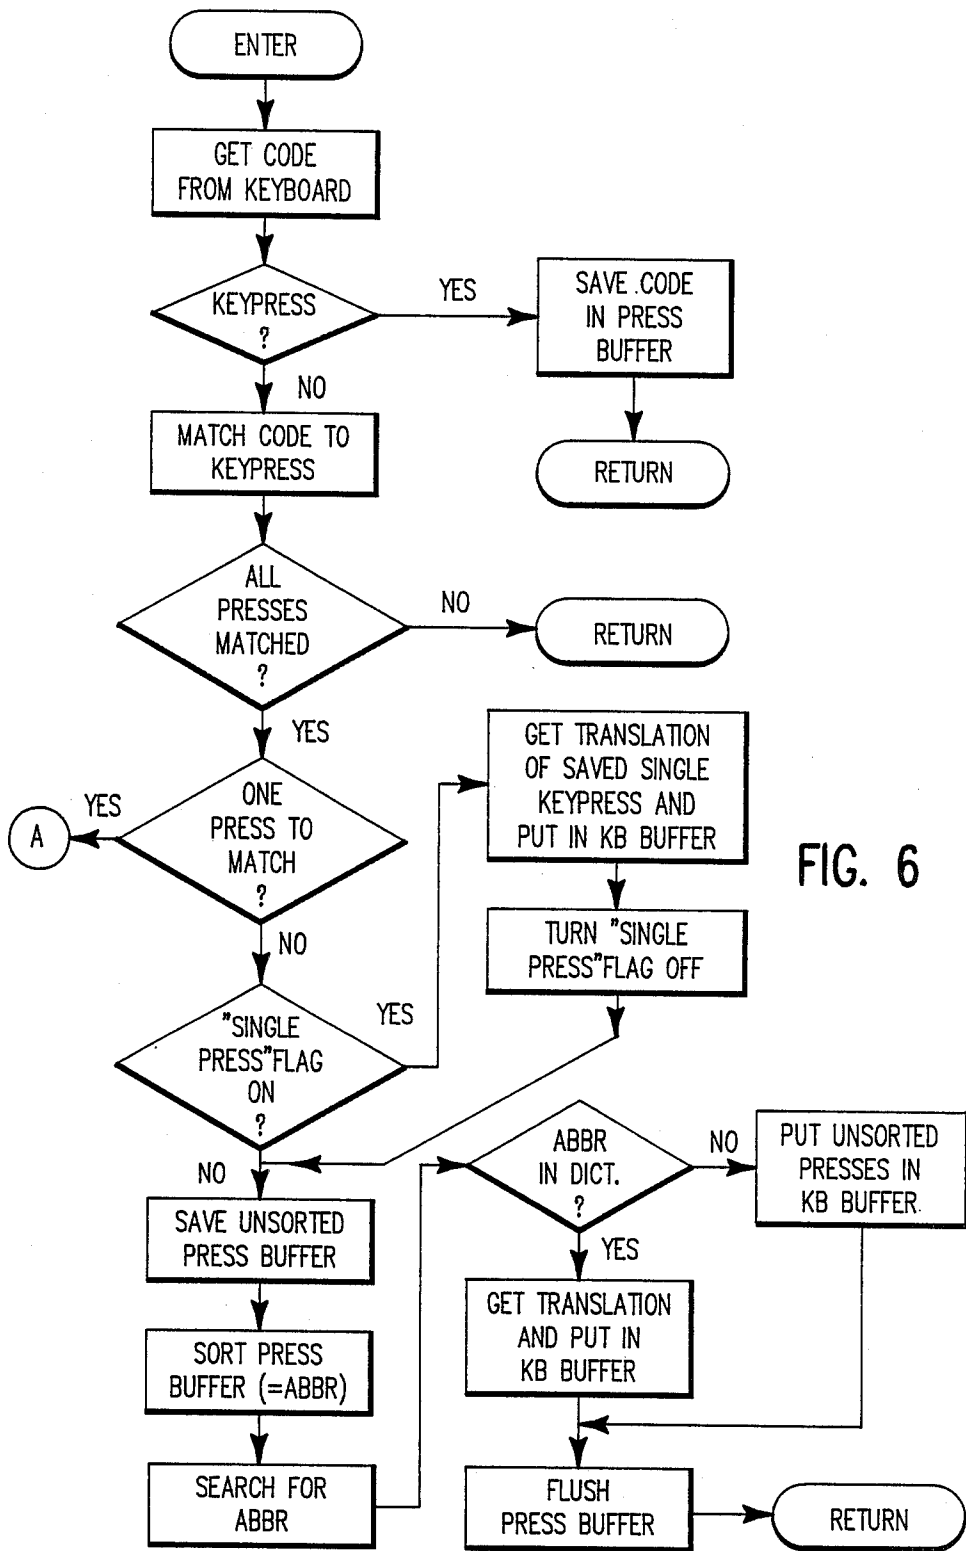 ENTER
GET CODE
FROM KEYBOARD
KEYPRESS
?
YES
SAVE .CODE
IN PRESS
BUFFER
NO
RETURN
MATCH CODE TO
KEYPRESS
ALL
PRESSES
MATCHED
?
NO
RETURN
YES
ONE
PRESS TO
MATCH
?
YES
A
NO
GET TRANSLATION
OF SAVED SINGLE
KEYPRESS AND
PUT IN KB BUFFER
FIG. 6
TURN "SINGLE
PRESS"FLAG OFF
"SINGLE
PRESS"FLAG
ON
?
YES
NO
SAVE UNSORTED
PRESS BUFFER
SORT PRESS
BUFFER (=ABBR)
SEARCH FOR
ABBR
ABBR
IN DICT.
?
NO
PUT UNSORTED
PRESSES IN
KB BUFFER.
YES
GET TRANSLATION
AND PUT IN
KB BUFFER
FLUSH
PRESS BUFFER
RETURN